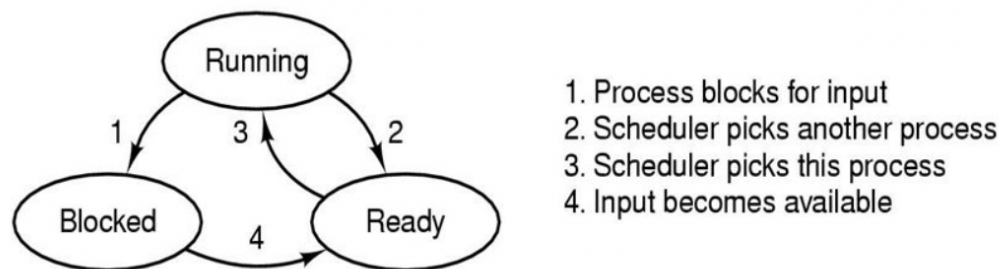 Running
1
3
2
Blocked
4
Ready
1. Process blocks for input
2. Scheduler picks another process
3. Scheduler picks this process
4. Input becomes available